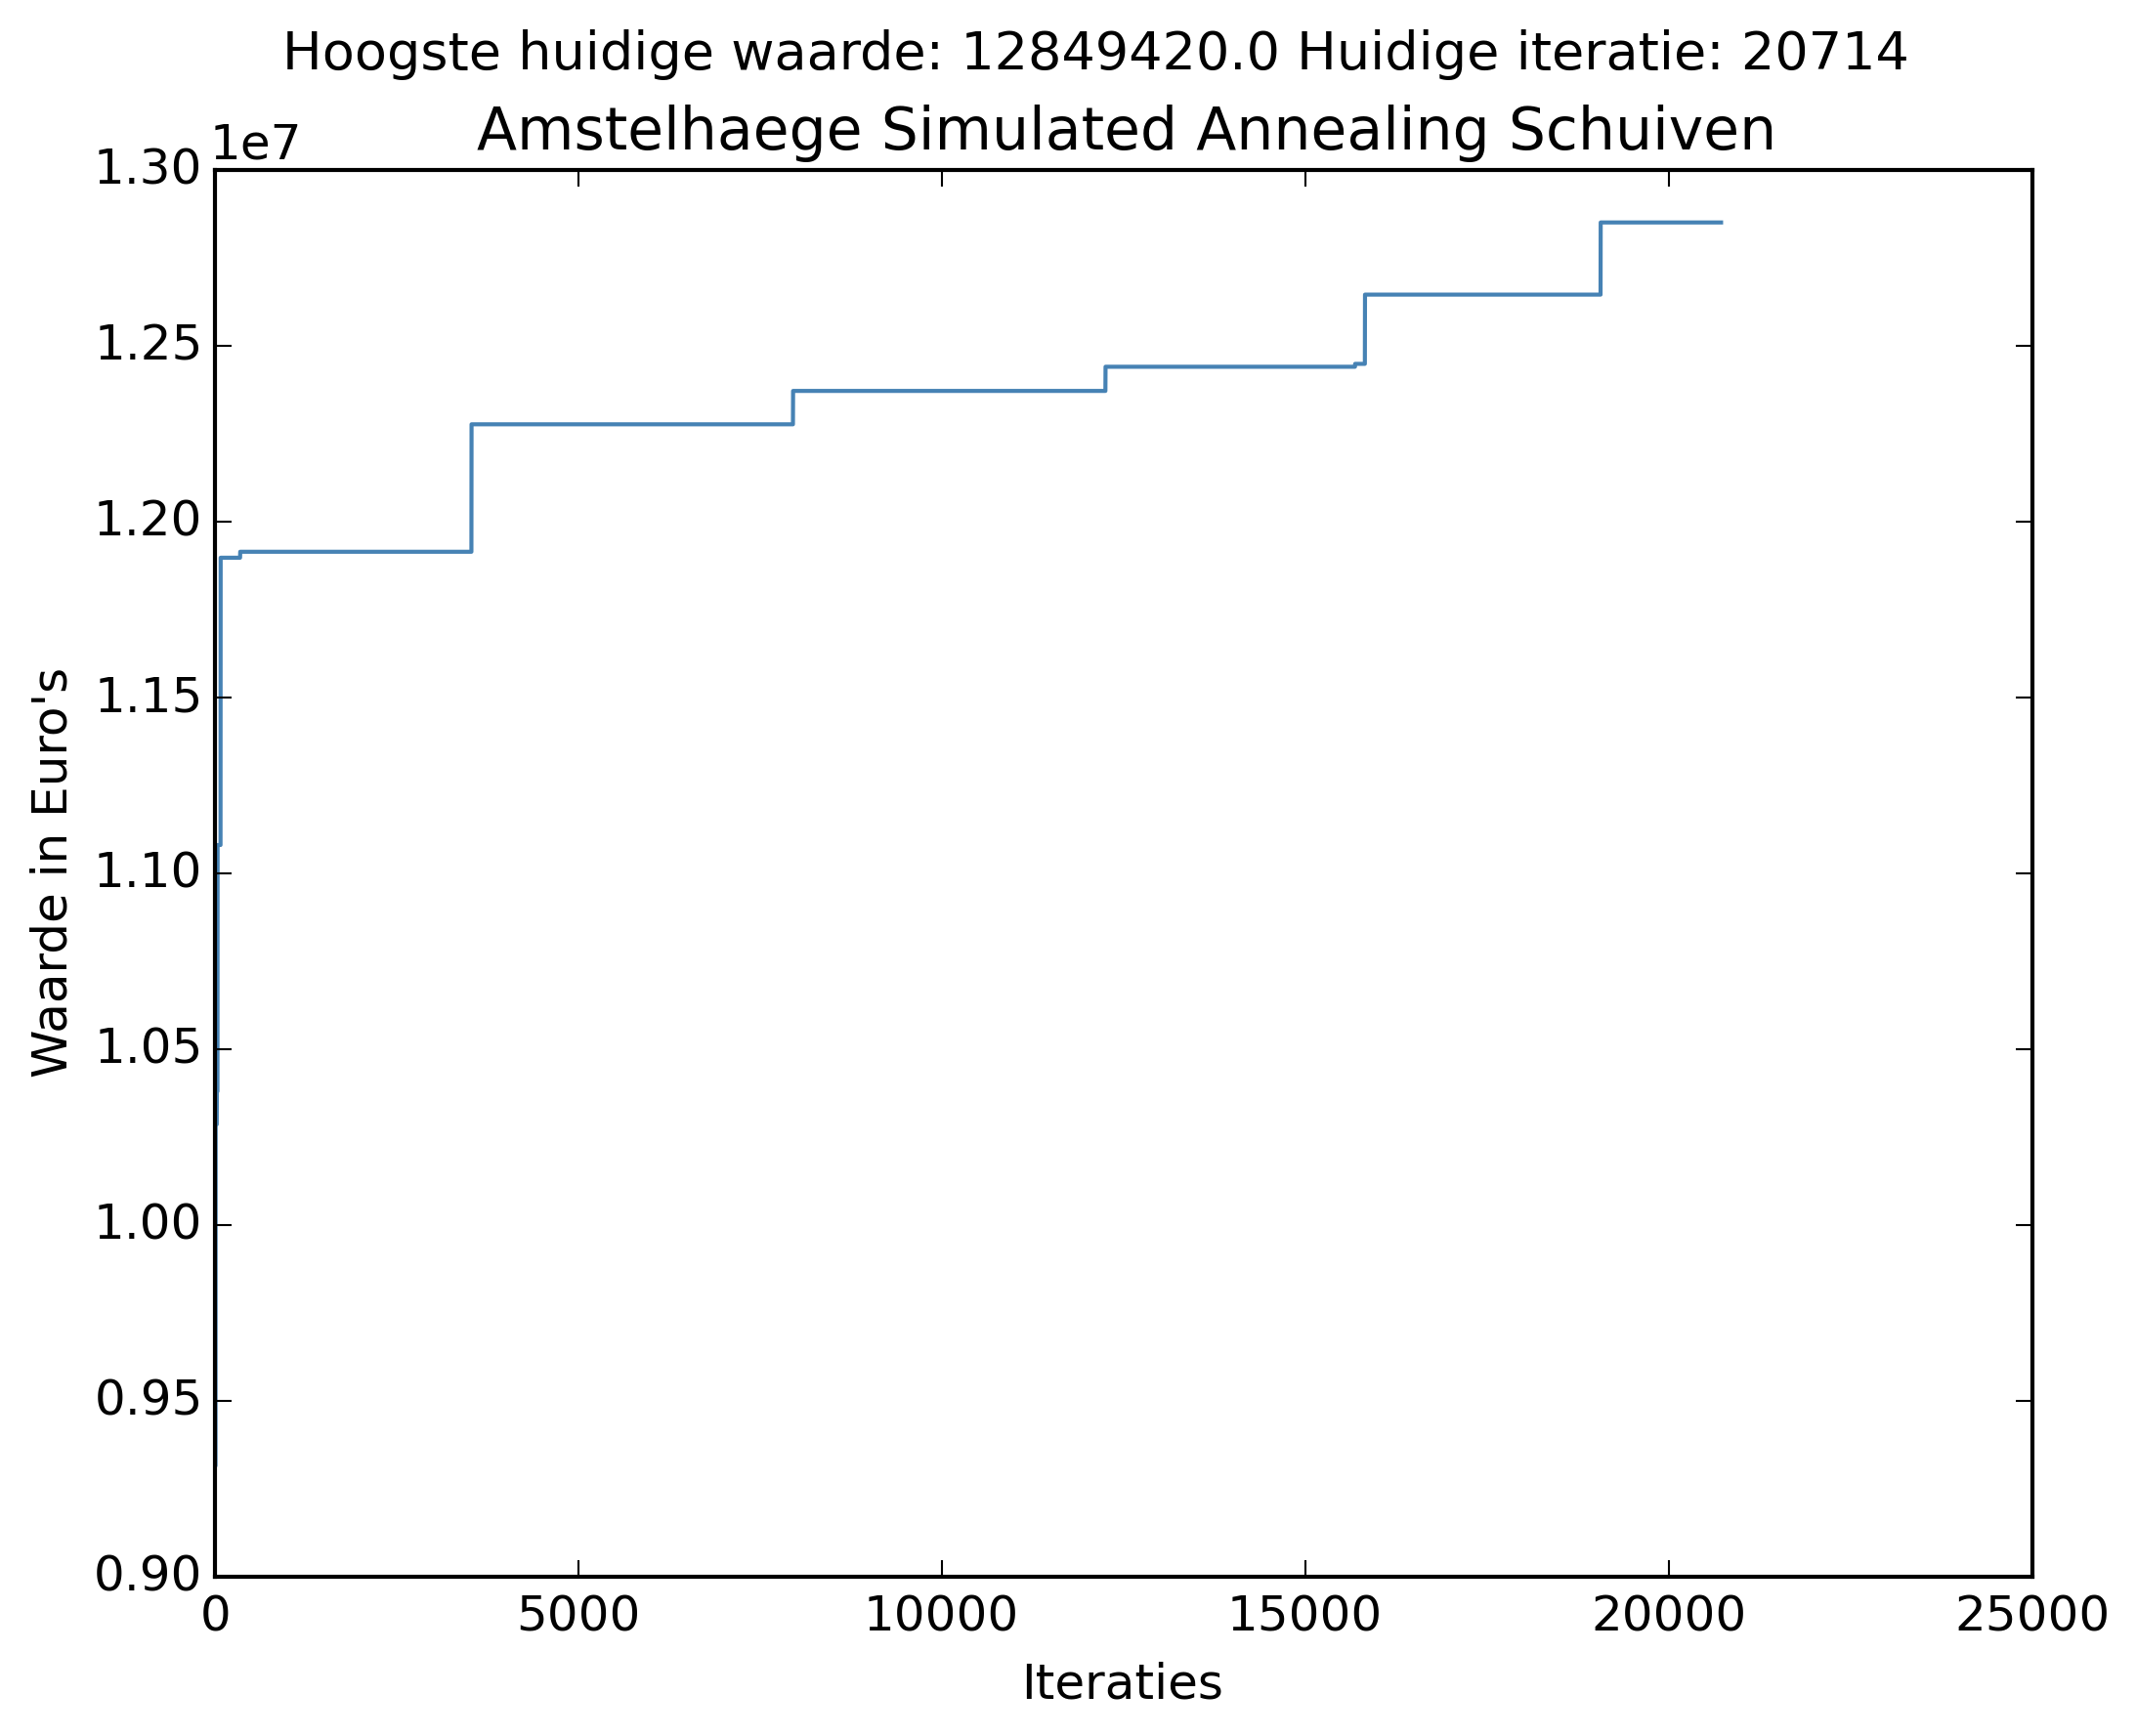 Hoogste huidige waarde: 12849420.0 Huidige iteratie: 20714
Amstelhaege Simulated Annealing Schuiven
1e7
1.30
1.25
1.20
1.15
1.10
1.05
1.00
0.95
0.90
Waarde in Euro's
0 5000 10000 15000 20000 25000
Iteraties